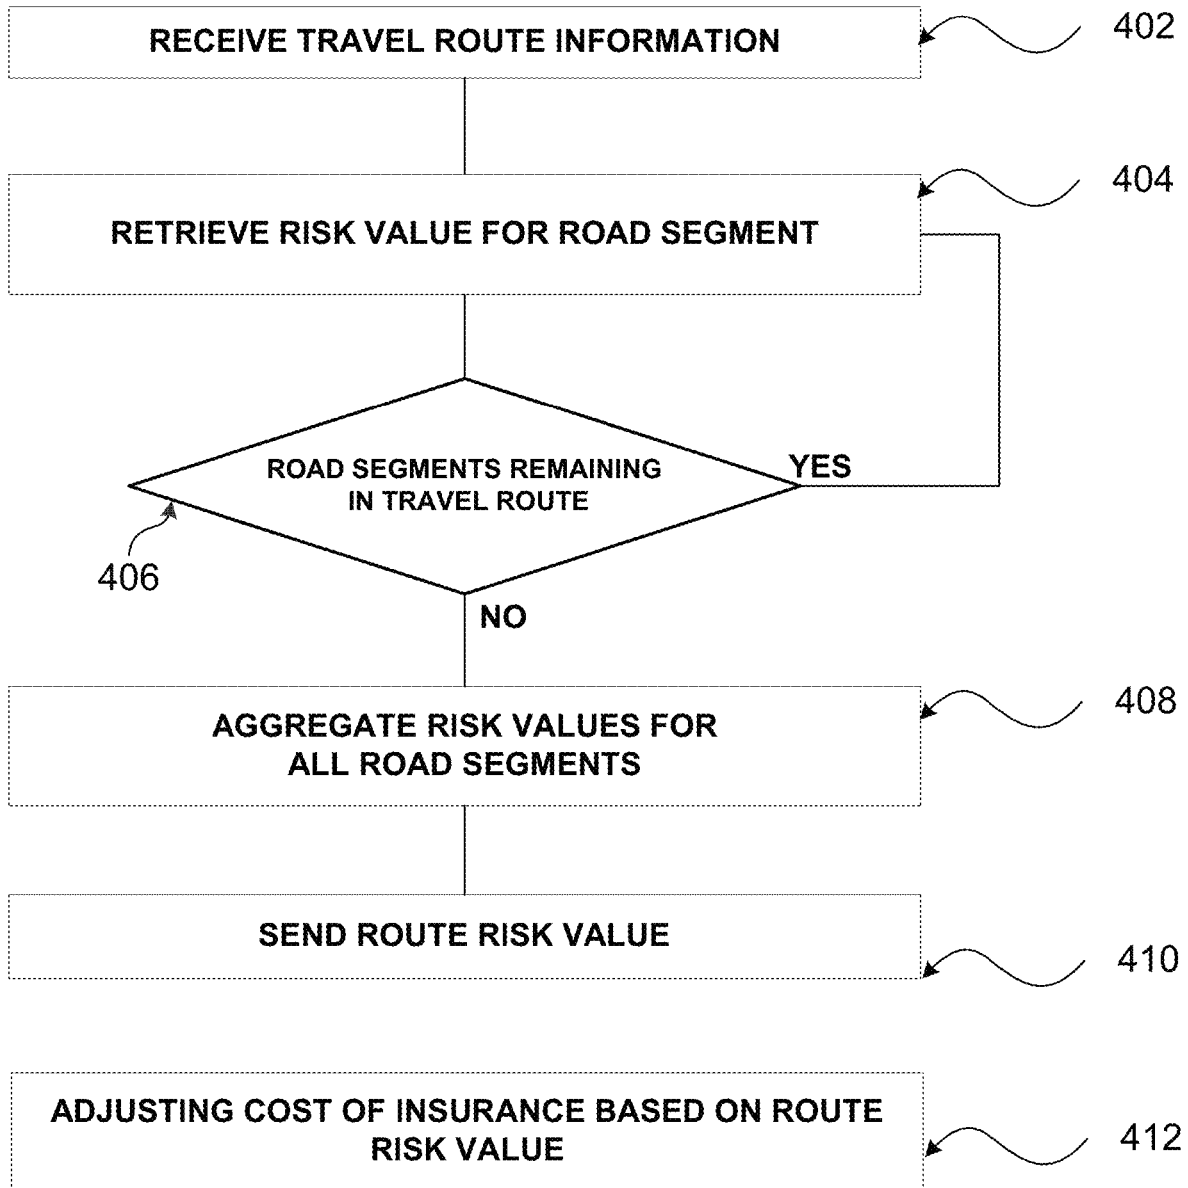 RECEIVE TRAVEL ROUTE INFORMATION
402
404
RETRIEVE RISK VALUE FOR ROAD SEGMENT
ROAD SEGMENTS REMAINING
IN TRAVEL ROUTE
YES
406
NO
408
AGGREGATE RISK VALUES FOR
ALL ROAD SEGMENTS
SEND ROUTE RISK VALUE
410
ADJUSTING COST OF INSURANCE BASED ON ROUTE
RISK VALUE
412